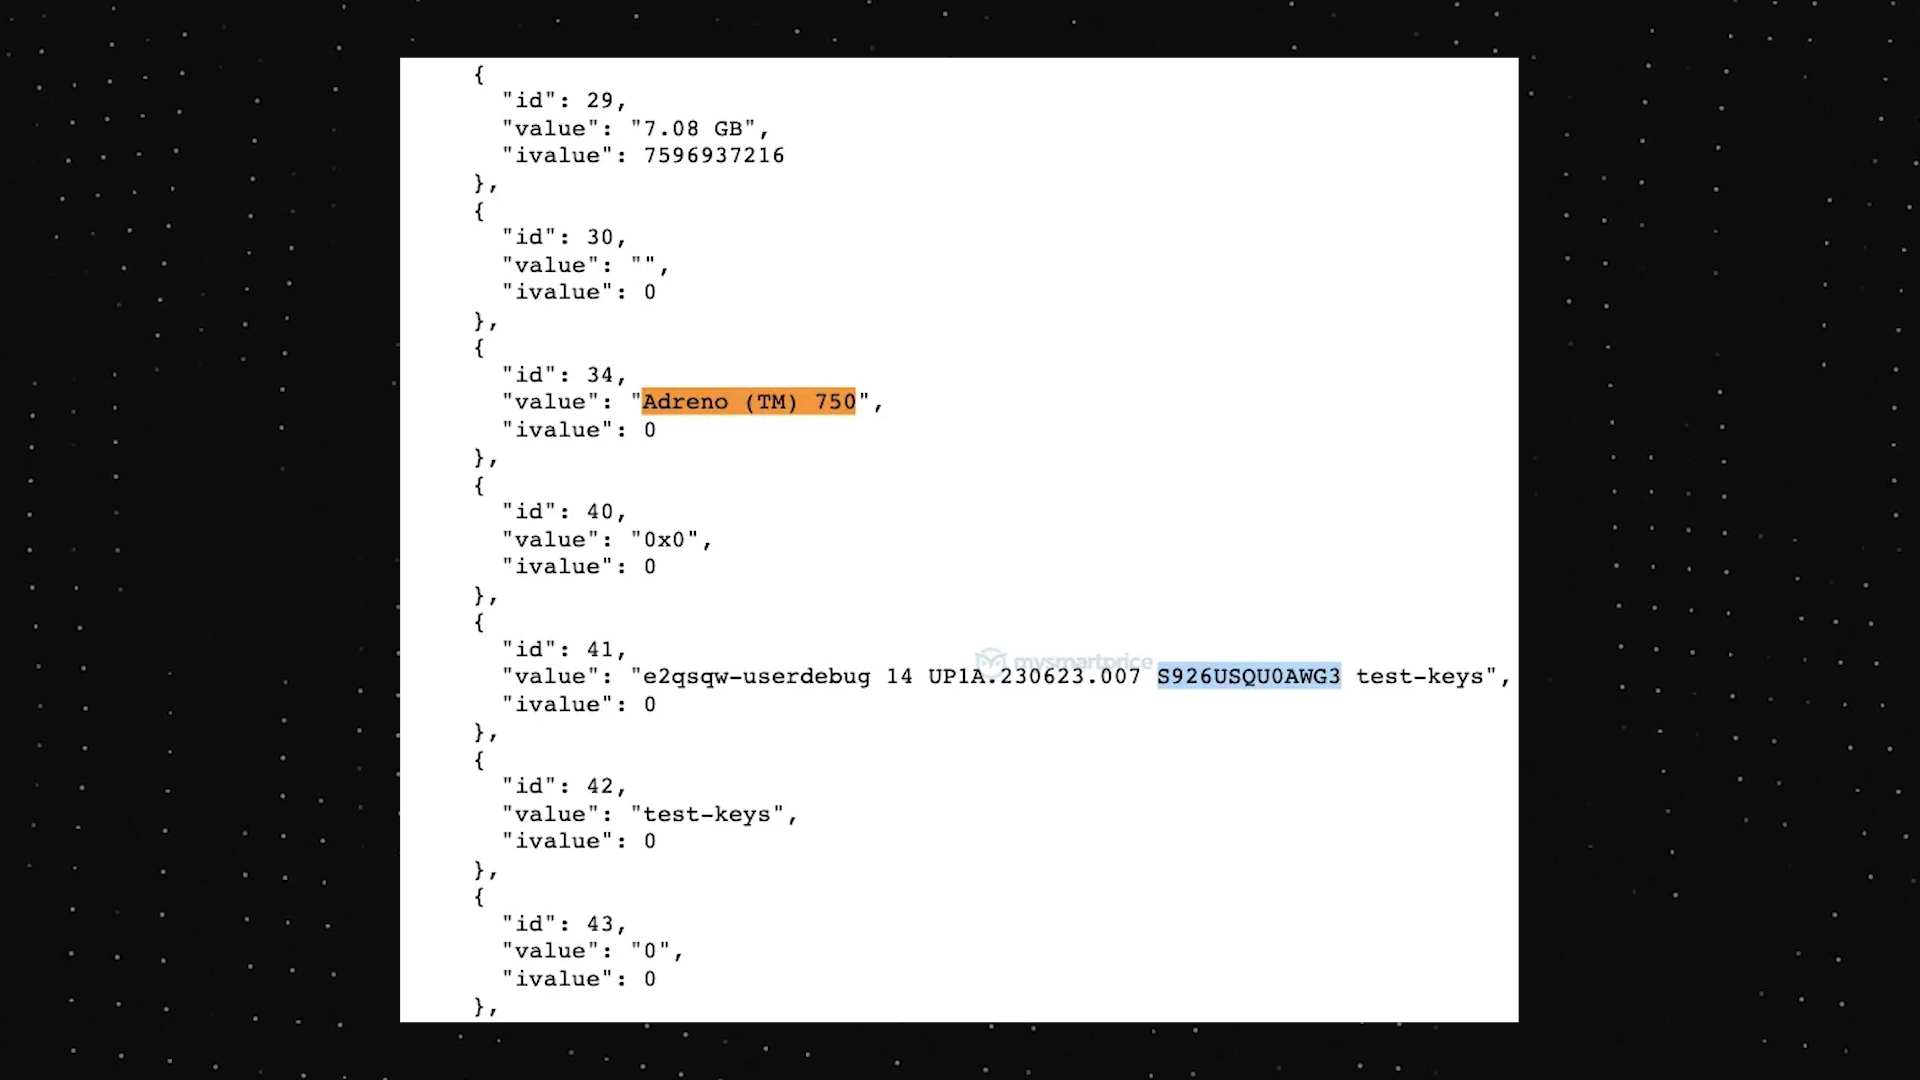 {
"id": 29,
"value": "7.08 GB",
"ivalue": 7596937216
},
{
"id": 30,
"value": "",
"ivalue": 0
},
{
"id": 34,
"value": "Adreno (TM) 750",
"ivalue": 0
},
{
"id": 40,
"value": "0x0",
"ivalue": 0
},
{
"id": 41,
mysmartprice
"value": "e2qsqw-userdebug 14 UP1A.230623.007 S926USQU0AWG3 test-keys",
"ivalue": 0
},
{
"id": 42,
"value": "test-keys",
"ivalue": 0
},
{
"id": 43,
"value": "0",
"ivalue": 0
},